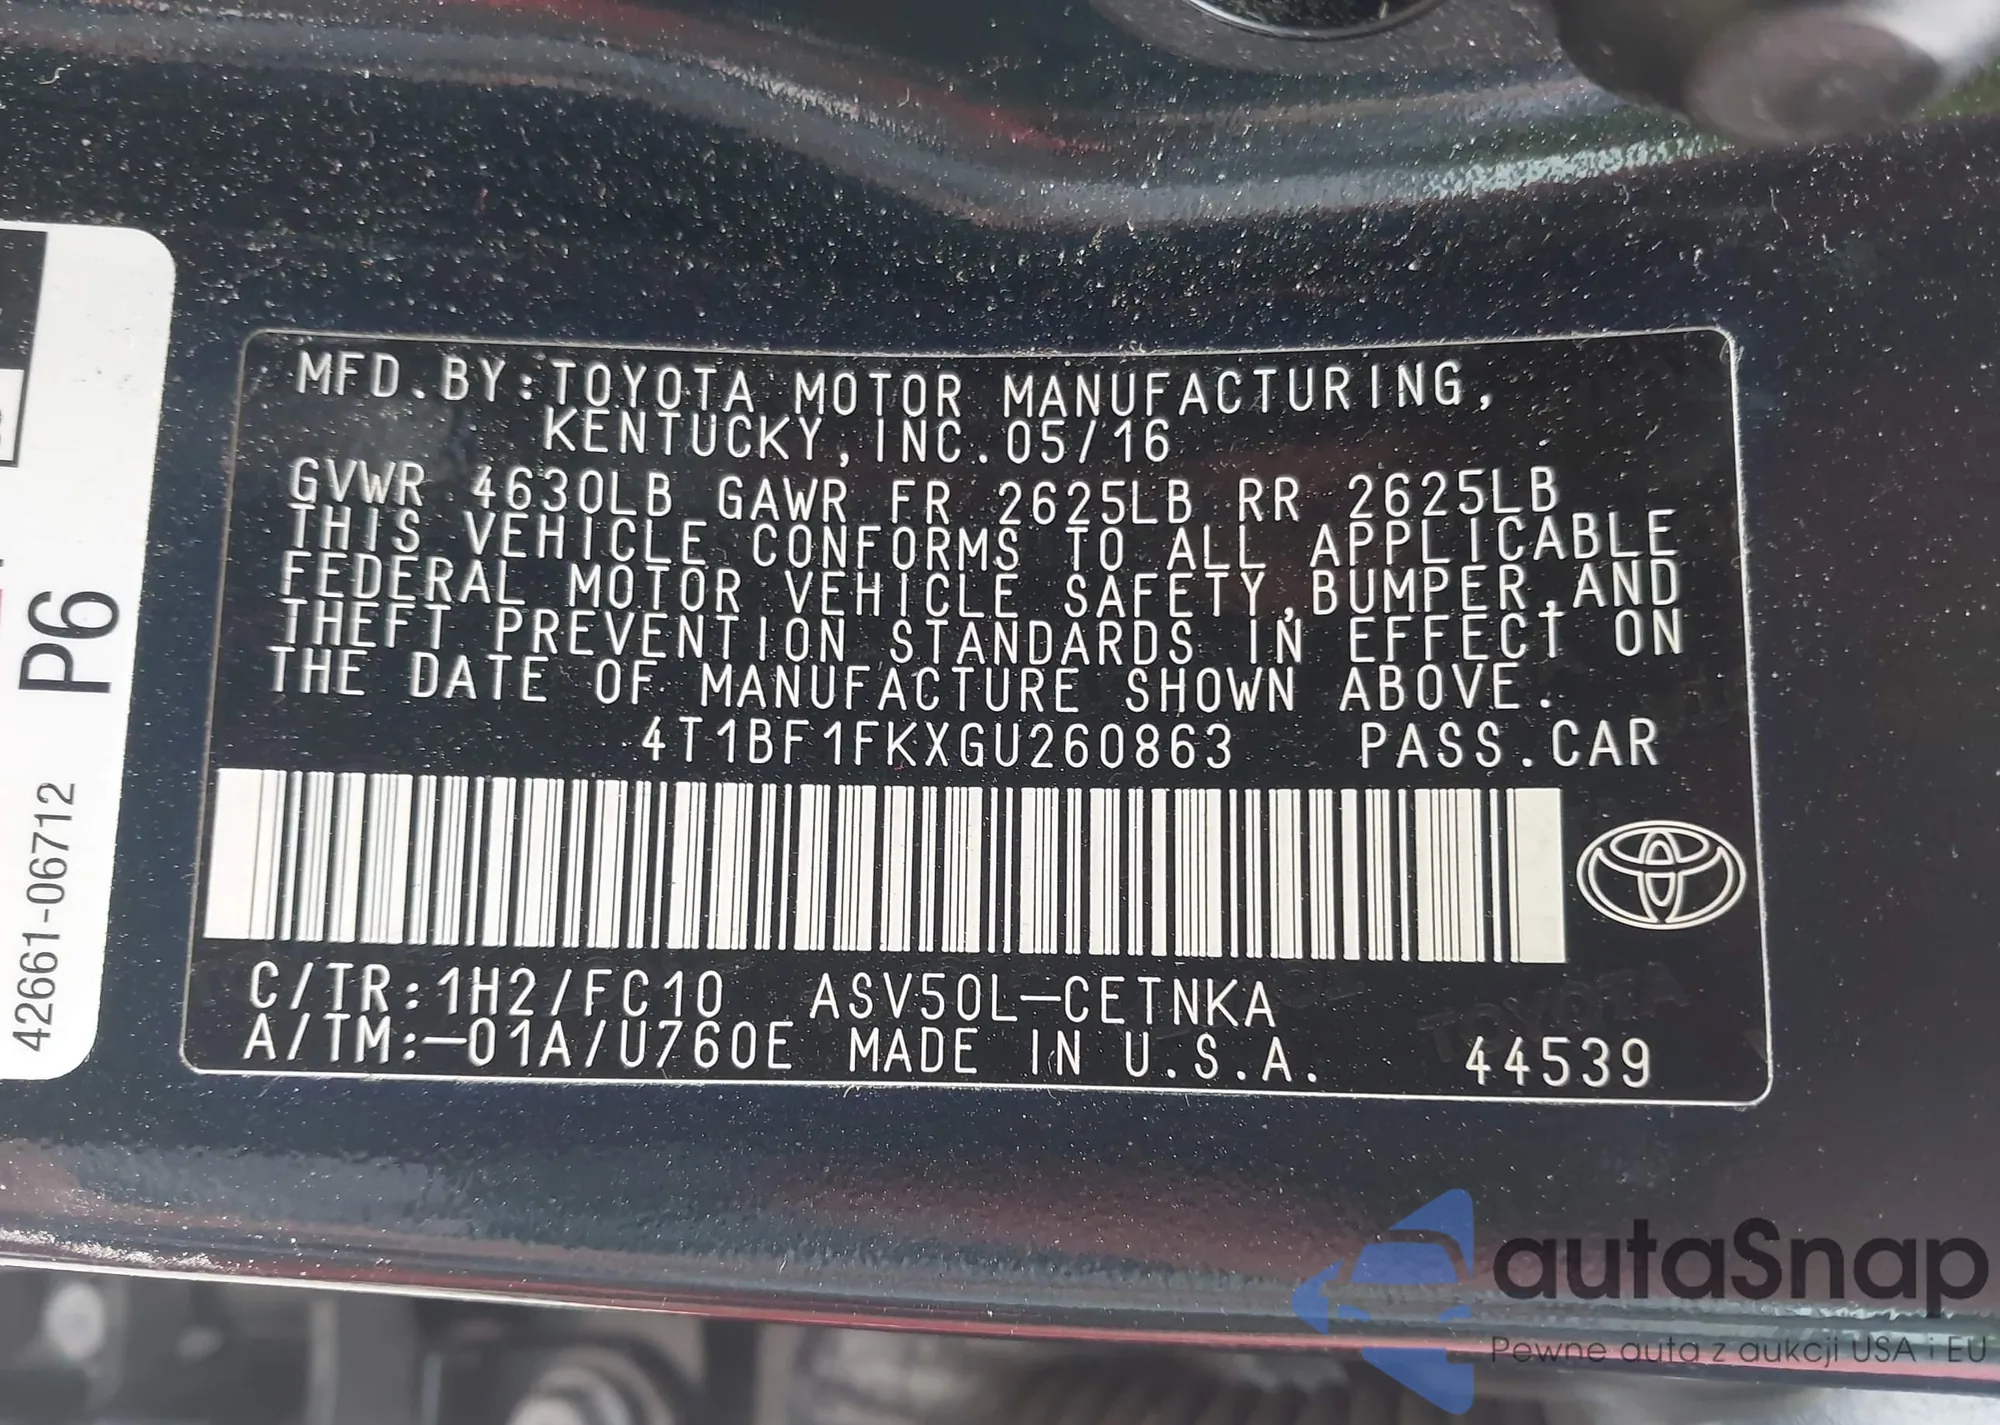 MFD.BY:TOYOTA MOTOR MANUFACTURING,
KENTUCKY,INC.05/16
GVWR 4630LB GAWR FR 2625LB RR 2625LB
THIS VEHICLE CONFORMS TO ALL APPLICABLE
FEDERAL MOTOR VEHICLE SAFETY,BUMPER,AND
THEFT PREVENTION STANDARDS IN EFFECT ON
THE DATE OF MANUFACTURE SHOWN ABOVE.
4T1BF1FKXGU260863 PASS.CAR
C/TR:1H2/FC10 ASV50L-CETNKA
A/TM:-01A/U760E MADE IN U.S.A. 44539
P6
42661-06712
TOYOTA
autaSnap
Pewne auta z aukcji USA i EU